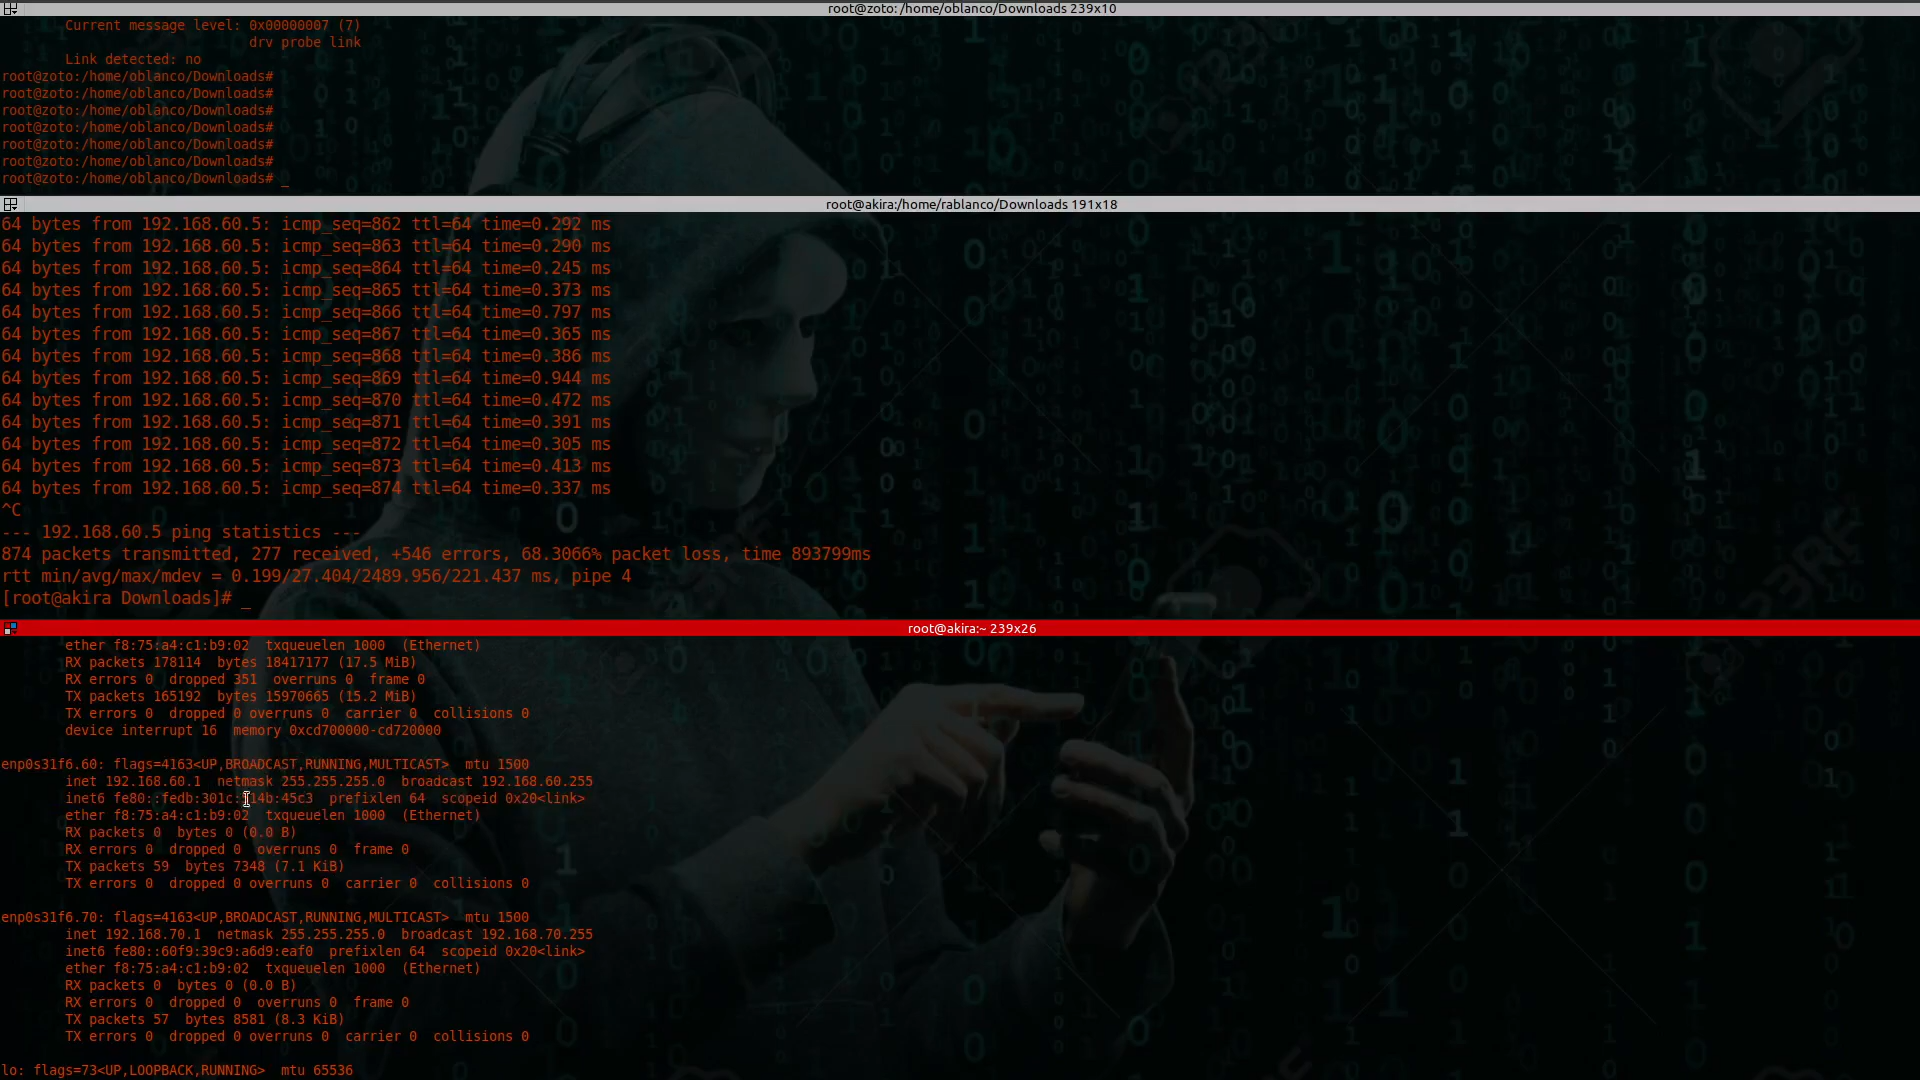 root@zoto: /home/oblanco/Downloads 239x10
Current message level: 0x00000007 (7)
drv probe link
Link detected: no
root@zoto:/home/oblanco/Downloads#
root@zoto:/home/oblanco/Downloads#
root@zoto:/home/oblanco/Downloads#
root@zoto:/home/oblanco/Downloads#
root@zoto:/home/oblanco/Downloads#
root@zoto:/home/oblanco/Downloads#
root@zoto:/home/oblanco/Downloads# _
root@akira:/home/rablanco/Downloads 191x18
64 bytes from 192.168.60.5: icmp_seq=862 ttl=64 time=0.292 ms
64 bytes from 192.168.60.5: icmp_seq=863 ttl=64 time=0.290 ms
64 bytes from 192.168.60.5: icmp_seq=864 ttl=64 time=0.245 ms
64 bytes from 192.168.60.5: icmp_seq=865 ttl=64 time=0.373 ms
64 bytes from 192.168.60.5: icmp_seq=866 ttl=64 time=0.797 ms
64 bytes from 192.168.60.5: icmp_seq=867 ttl=64 time=0.365 ms
64 bytes from 192.168.60.5: icmp_seq=868 ttl=64 time=0.386 ms
64 bytes from 192.168.60.5: icmp_seq=869 ttl=64 time=0.944 ms
64 bytes from 192.168.60.5: icmp_seq=870 ttl=64 time=0.472 ms
64 bytes from 192.168.60.5: icmp_seq=871 ttl=64 time=0.391 ms
64 bytes from 192.168.60.5: icmp_seq=872 ttl=64 time=0.305 ms
64 bytes from 192.168.60.5: icmp_seq=873 ttl=64 time=0.413 ms
64 bytes from 192.168.60.5: icmp_seq=874 ttl=64 time=0.337 ms
^C
--- 192.168.60.5 ping statistics ---
874 packets transmitted, 277 received, +546 errors, 68.3066% packet loss, time 893799ms
rtt min/avg/max/mdev = 0.199/27.404/2489.956/221.437 ms, pipe 4
[root@akira Downloads]# _
root@akira:~ 239x26
ether f8:75:a4:c1:b9:02  txqueuelen 1000  (Ethernet)
RX packets 178114  bytes 18417177 (17.5 MiB)
RX errors 0  dropped 351  overruns 0  frame 0
TX packets 165192  bytes 15970665 (15.2 MiB)
TX errors 0  dropped 0 overruns 0  carrier 0  collisions 0
device interrupt 16  memory 0xcd700000-cd720000
enp0s31f6.60: flags=4163<UP,BROADCAST,RUNNING,MULTICAST>  mtu 1500
inet 192.168.60.1  netmask 255.255.255.0  broadcast 192.168.60.255
inet6  prefixlen 64  scopeid 0x20<link>
ether f8:75:a4:c1:b9:02  txqueuelen 1000  (Ethernet)
RX packets 0  bytes 0 (0.0 B)
RX errors 0  dropped 0  overruns 0  frame 0
TX packets 59  bytes 7348 (7.1 KiB)
TX errors 0  dropped 0 overruns 0  carrier 0  collisions 0
enp0s31f6.70: flags=4163<UP,BROADCAST,RUNNING,MULTICAST>  mtu 1500
inet 192.168.70.1  netmask 255.255.255.0  broadcast 192.168.70.255
inet6 fe80::60f9:39c9:a6d9:eaf0  prefixlen 64  scopeid 0x20<link>
ether f8:75:a4:c1:b9:02  txqueuelen 1000  (Ethernet)
RX packets 0  bytes 0 (0.0 B)
RX errors 0  dropped 0  overruns 0  frame 0
TX packets 57  bytes 8581 (8.3 KiB)
TX errors 0  dropped 0 overruns 0  carrier 0  collisions 0
lo: flags=73<UP,LOOPBACK,RUNNING>  mtu 65536